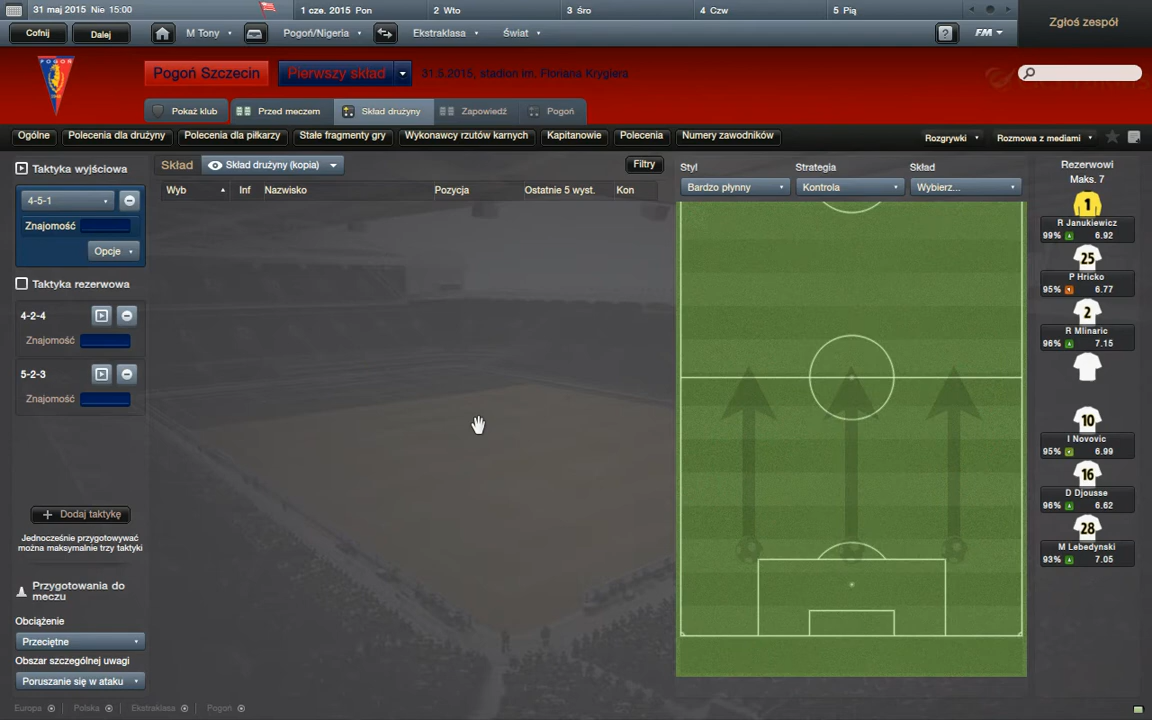 31 maj 2015 Nie 15:00
1 cze. 2015 Pon
2 Wto
3 Śro
4 Czw
5 Pią
Zgłoś zespół
Cofnij
Dalej
M Tony
Pogoń/Nigeria
Ekstraklasa
Świat
?
FM
POGOŃ
Pogoń Szczecin
Pierwszy skład
31.5.2015, stadion im. Floriana Krygiera
Pokaż klub
Przed meczem
Skład drużyny
Zapowiedź
Pogoń
Ogólne
Polecenia dla drużyny
Polecenia dla piłkarzy
Stałe fragmenty gry
Wykonawcy rzutów karnych
Kapitanowie
Polecenia
Numery zawodników
Rozgrywki
Rozmowa z mediami
Taktyka wyjściowa
4-5-1
Znajomość
Opcje
Taktyka rezerwowa
4-2-4
Znajomość
5-2-3
Znajomość
Dodaj taktykę
Jednocześnie przygotowywać
można maksymalnie trzy taktyki
Przygotowania do
meczu
Obciążenie
Przeciętne
Obszar szczególnej uwagi
Poruszanie się w ataku
Skład
Skład drużyny (kopia)
Filtry
Wyb
Inf
Nazwisko
Pozycja
Ostatnie 5 wyst.
Kon
Styl
Bardzo płynny
Strategia
Kontrola
Skład
Wybierz...
Rezerwowi
Maks. 7
1
R Janukiewicz
99% 6.92
25
P Hricko
95% 6.77
2
R Mlinaric
96% 7.15
10
I Novovic
95% 6.99
16
D Djousse
96% 6.62
28
M Lebedynski
93% 7.05
Europa
Polska
Ekstraklasa
Pogoń